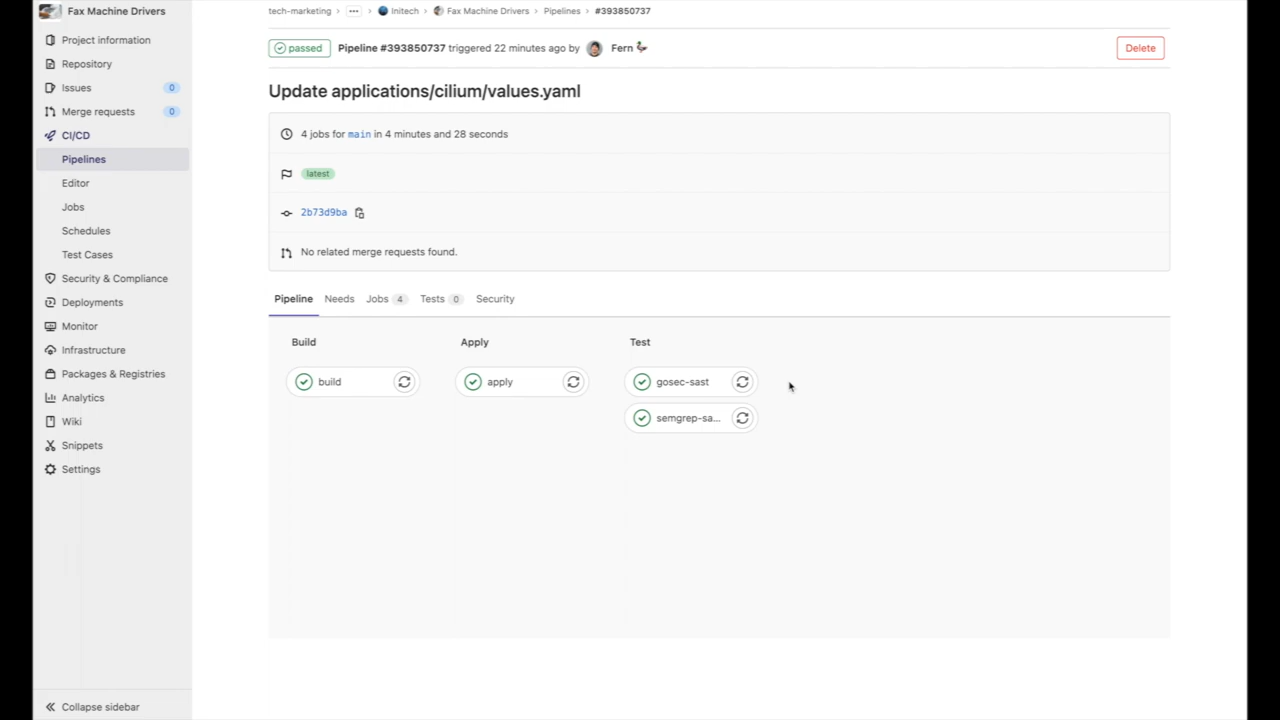 Fax Machine Drivers
Project information
Repository
Issues 0
Merge requests 0
CI/CD
Pipelines
Editor
Jobs
Schedules
Test Cases
Security & Compliance
Deployments
Monitor
Infrastructure
Packages & Registries
Analytics
Wiki
Snippets
Settings
Collapse sidebar
tech-marketing > ... > Initech > Fax Machine Drivers > Pipelines > #393850737
passed Pipeline #393850737 triggered 22 minutes ago by Fern Delete
Update applications/cilium/values.yaml
4 jobs for main in 4 minutes and 28 seconds
latest
2b73d9ba
No related merge requests found.
Pipeline Needs Jobs 4 Tests 0 Security
Build Apply Test
build apply gosec-sast
semgrep-sa...